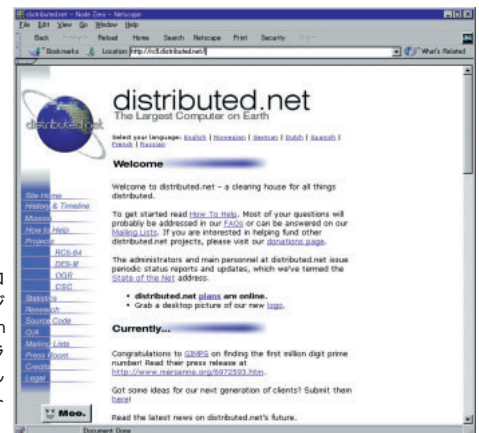 distributed.net - Node Zero - Netscape
File Edit View Go Window Help
Back Reload Home Search Netscape Print Security
Bookmarks Location: http://rc5.distributed.net/ What's Related
distributed.net
distributed.net
The Largest Computer on Earth
Select your language: English | Norwegian | German | Dutch | Spanish |
French | Russian
Welcome
Welcome to distributed.net - a clearing house for all things
distributed.
To get started read How To Help. Most of your questions will
probably be addressed in our FAQs or can be answered on our
Mailing Lists. If you are interested in helping fund other
distributed.net projects, please visit our donations page.
The administrators and main personnel at distributed.net issue
periodic status reports and updates, which we've termed the
State of the Net address.
• distributed.net plans are online.
• Grab a desktop picture of our new logo.
Currently...
Congratulations to GIMPS on finding the first million digit prime
number! Read their press release at
http://www.mersenne.org/6972593.htm.
Got some ideas for our next generation of clients? Submit them
here!
Read the latest news on distributed.net's future.
Site Home
History & Timeline
Mission
How to Help
Projects
RC5-64
DES-III
OGR
CSC
Statistics
Research
Source Code
Q/A
Mailing Lists
Press Room
Credits
Legal
Moo.
Document: Done